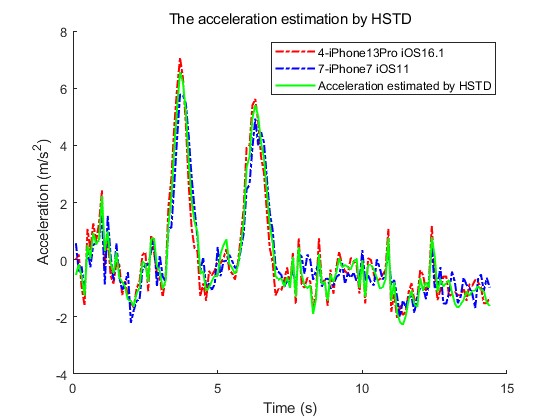 The acceleration estimation by HSTD
8
6
4
2
0
-2
-4
Acceleration (m/s²)
4-iPhone13Pro iOS16.1
7-iPhone7 iOS11
Acceleration estimated by HSTD
0 5 10 15
Time (s)